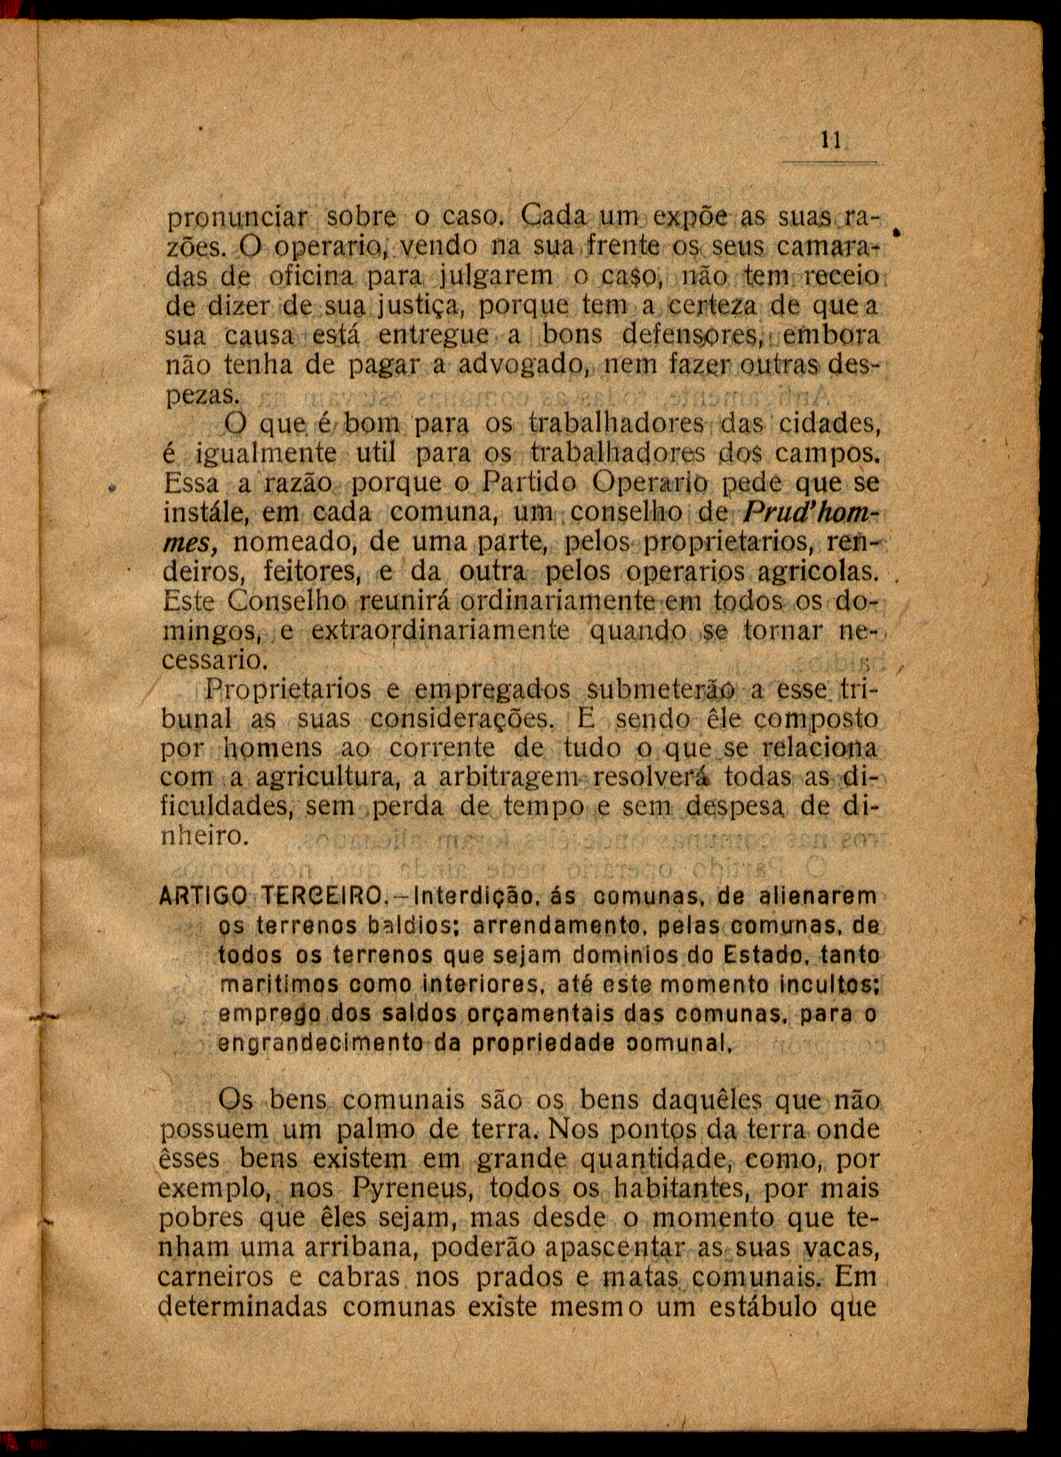 11
pronunciar sobre o caso. Cada um expõe as suas ra-
zões. O operario, vendo na sua frente os seus camara-
das de oficina para julgarem o caso, não tem receio
de dizer de sua justiça, porque tem a certeza de que a
sua causa está entregue a bons defensores, embora
não tenha de pagar a advogado, nem fazer outras des-
pezas.
O que é bom para os trabalhadores das cidades,
é igualmente util para os trabalhadores dos campos.
Essa a razão porque o Partido Operario pede que se
instále, em cada comuna, um conselho de Prud'hom-
mes, nomeado, de uma parte, pelos proprietarios, ren-
deiros, feitores, e da outra pelos operarios agricolas.
Este Conselho reunirá ordinariamente em todos os do-
mingos, e extraordinariamente quando se tornar ne-
cessario.
Proprietarios e empregados submeterão a esse tri-
bunal as suas considerações. E sendo êle composto
por homens ao corrente de tudo o que se relaciona
com a agricultura, a arbitragem resolverá todas as di-
ficuldades, sem perda de tempo e sem despesa de di-
nheiro.
ARTIGO TERCEIRO.—Interdição, ás comunas, de alienarem
os terrenos baldios; arrendamento, pelas comunas, de
todos os terrenos que sejam dominios do Estado, tanto
maritimos como interiores, até este momento incultos;
emprego dos saldos orçamentais das comunas, para o
engrandecimento da propriedade comunal.
Os bens comunais são os bens daquêles que não
possuem um palmo de terra. Nos pontos da terra onde
êsses bens existem em grande quantidade, como, por
exemplo, nos Pyreneus, todos os habitantes, por mais
pobres que êles sejam, mas desde o momento que te-
nham uma arribana, poderão apascentar as suas vacas,
carneiros e cabras nos prados e matas comunais. Em
determinadas comunas existe mesmo um estábulo que